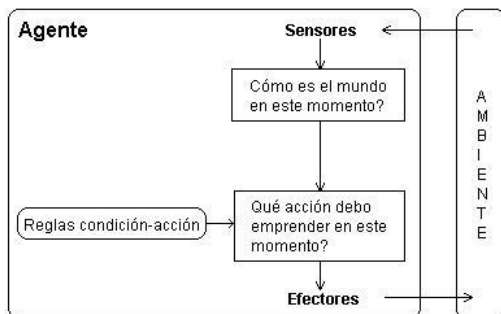 Agente
Sensores
Cómo es el mundo
en este momento?
Reglas condición-acción
Qué acción debo
emprender en este
momento?
Efectores
AMBIENTE